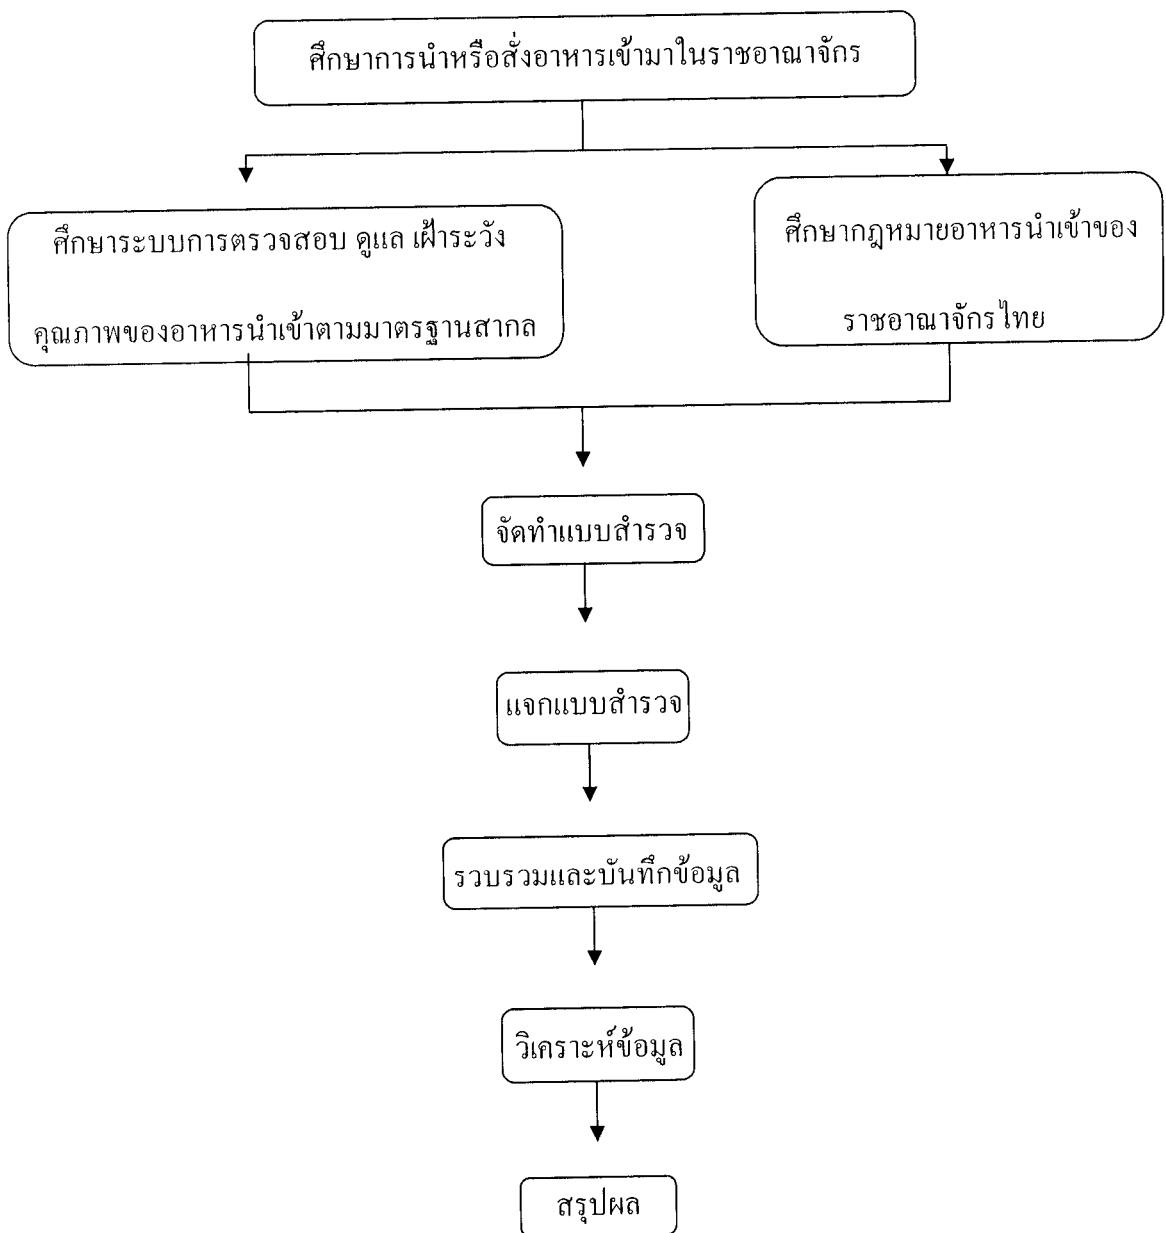 ศึกษาการนำหรือสั่งอาหารเข้ามาในราชอาณาจักร
ศึกษาระบบการตรวจสอบ ดูแล เฝ้าระวัง
คุณภาพของอาหารนำเข้าตามมาตรฐานสากล
ศึกษากฎหมายอาหารนำเข้าของ
ราชอาณาจักรไทย
จัดทำแบบสำรวจ
แจกแบบสำรวจ
รวบรวมและบันทึกข้อมูล
วิเคราะห์ข้อมูล
สรุปผล